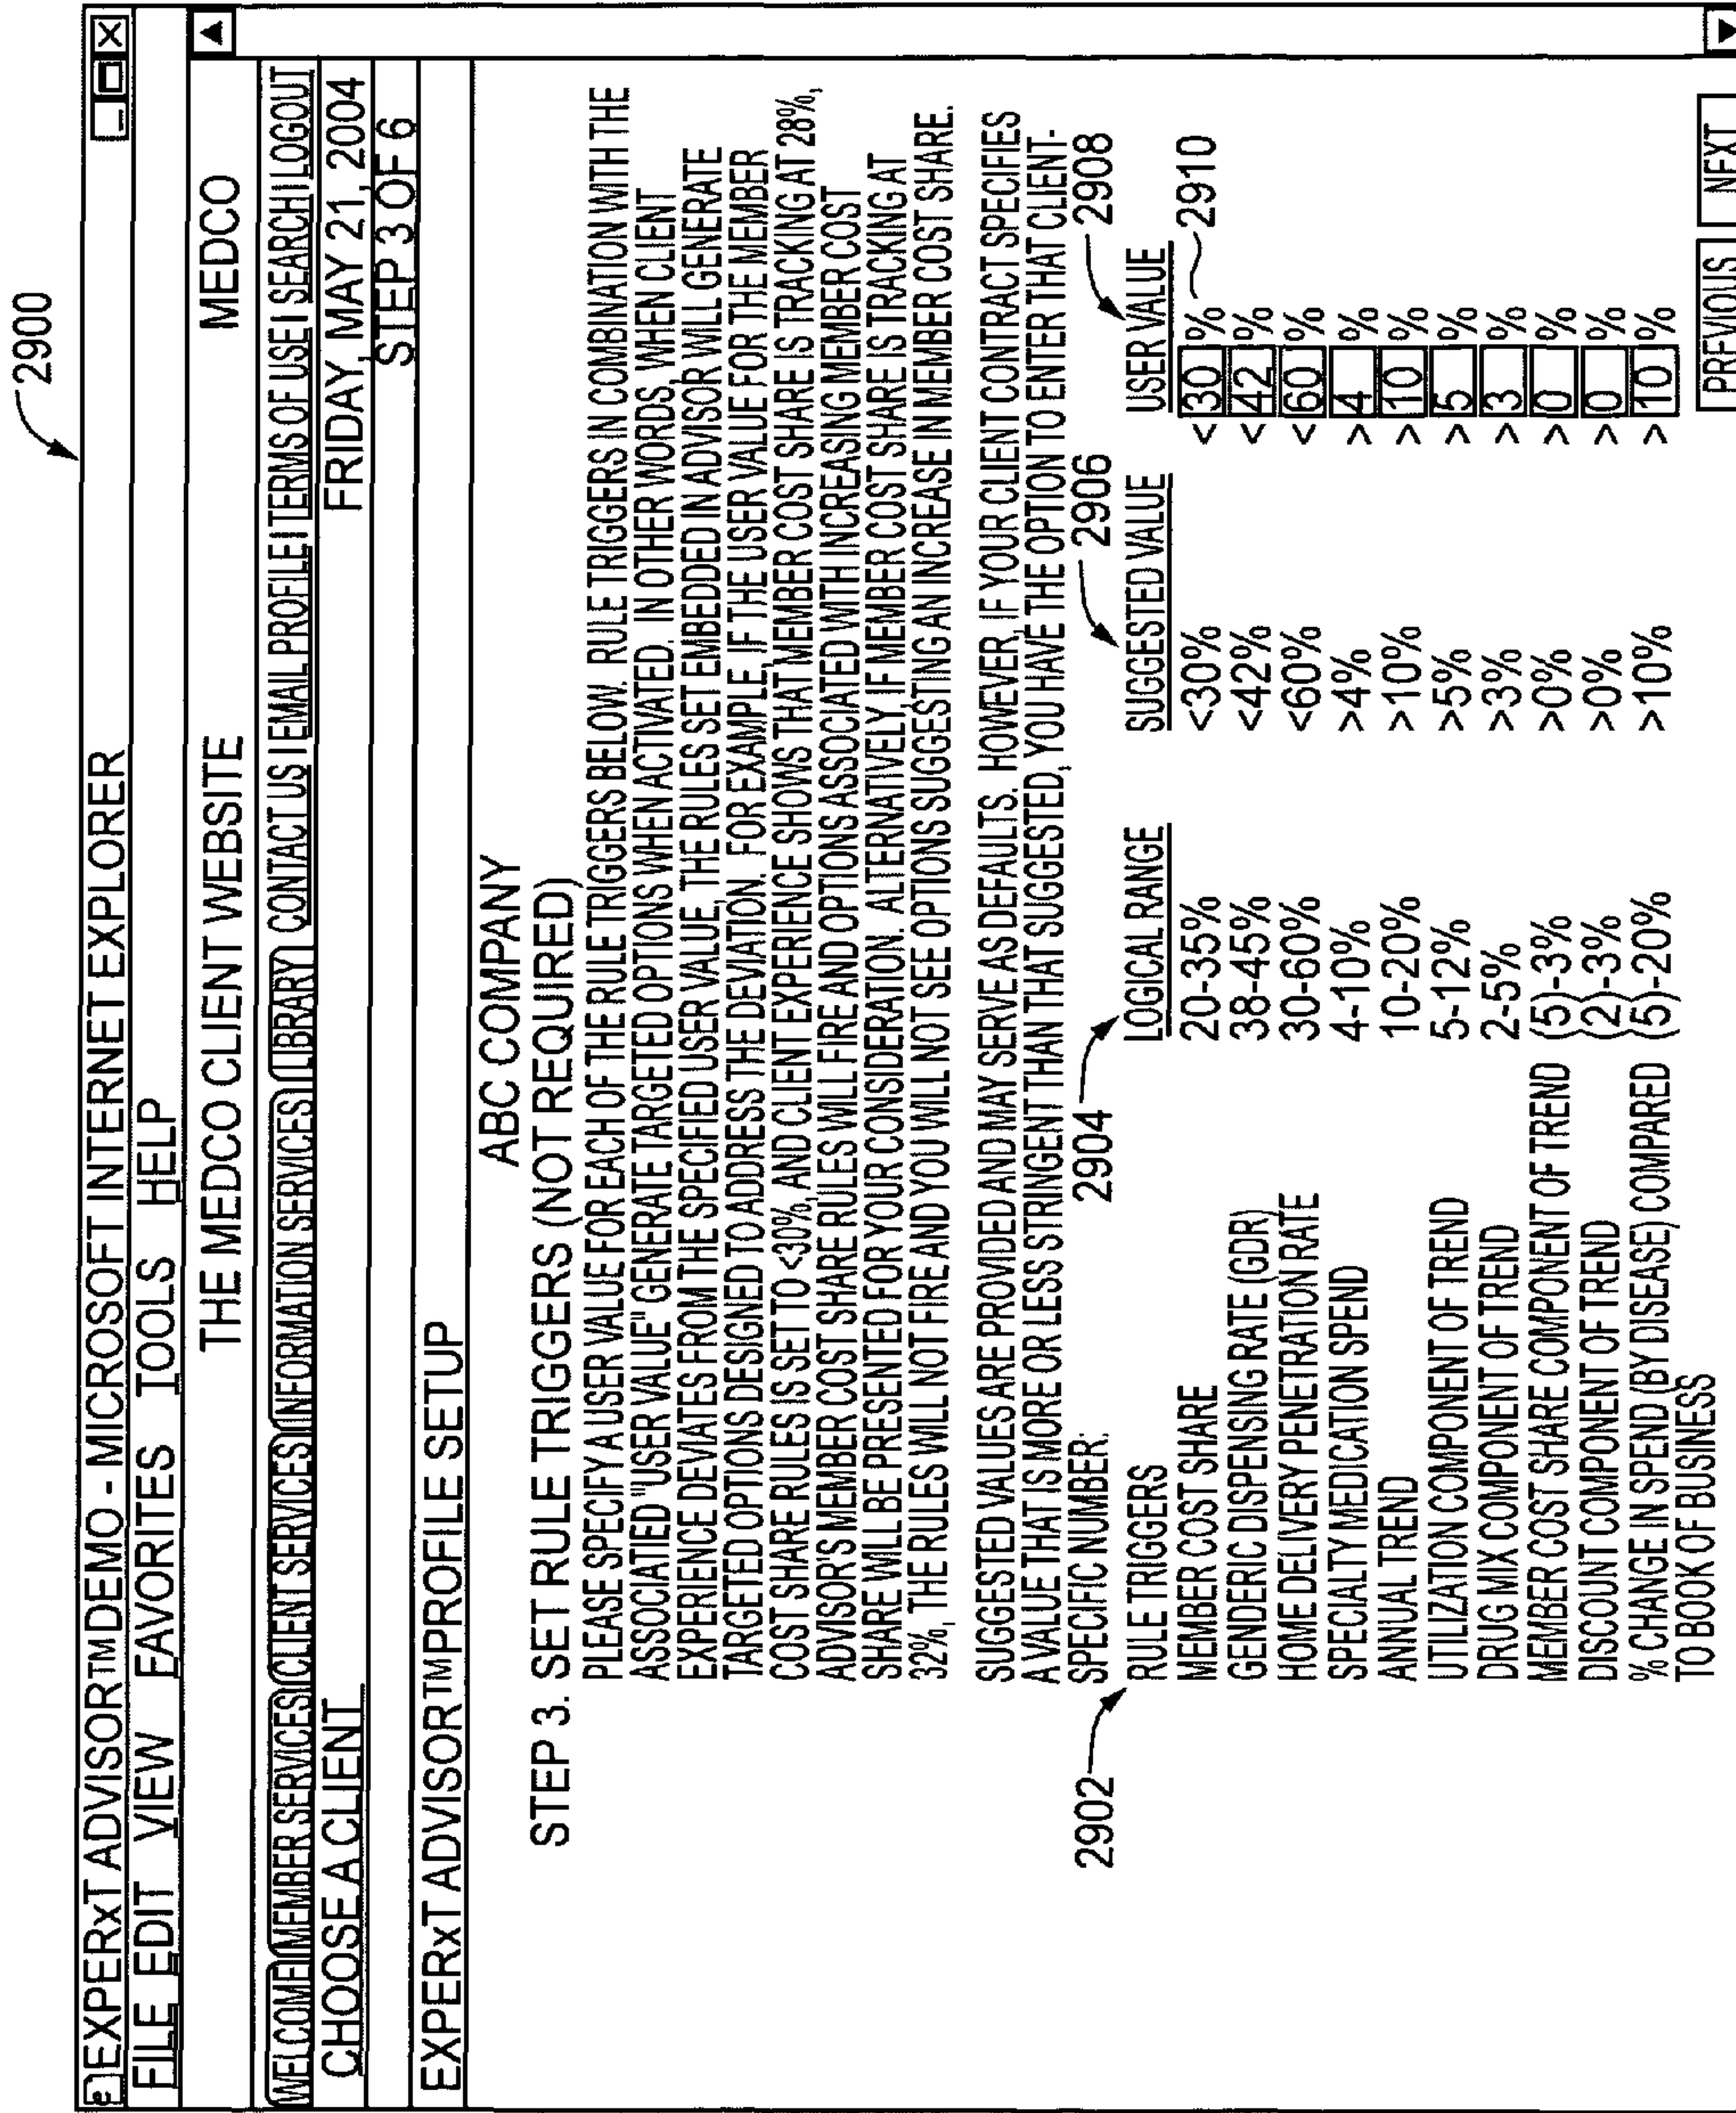 2900
EXPERxT ADVISOR™ DEMO - MICROSOFT INTERNET EXPLORER
FILE EDIT VIEW FAVORITES TOOLS HELP
THE MEDCO CLIENT WEBSITE MEDCO
WELCOME MEMBER SERVICES CLIENT SERVICES INFORMATION SERVICES LIBRARY CONTACT US | EMAIL PROFILE | TERMS OF USE | SEARCH | LOGOUT
CHOOSE A CLIENT FRIDAY, MAY 21, 2004
STEP 3 OF 6
EXPERxT ADVISOR™ PROFILE SETUP
ABC COMPANY
STEP 3. SET RULE TRIGGERS (NOT REQUIRED)
PLEASE SPECIFY A USER VALUE FOR EACH OF THE RULE TRIGGERS BELOW. RULE TRIGGERS IN COMBINATION WITH THE
ASSOCIATIED "USER VALUE" GENERATE TARGETED OPTIONS WHEN ACTIVATED. IN OTHER WORDS, WHEN CLIENT
EXPERIENCE DEVIATES FROM THE SPECIFIED USER VALUE, THE RULES SET EMBEDDED IN ADVISOR WILL GENERATE
TARGETED OPTIONS DESIGNED TO ADDRESS THE DEVIATION. FOR EXAMPLE, IF THE USER VALUE FOR THE MEMBER
COST SHARE RULES IS SET TO <30%, AND CLIENT EXPERIENCE SHOWS THAT MEMBER COST SHARE IS TRACKING AT 28%,
ADVISOR'S MEMBER COST SHARE RULES WILL FIRE AND OPTIONS ASSOCIATED WITH INCREASING MEMBER COST
SHARE WILL BE PRESENTED FOR YOUR CONSIDERATION. ALTERNATIVELY, IF MEMBER COST SHARE IS TRACKING AT
32%, THE RULES WILL NOT FIRE AND YOU WILL NOT SEE OPTIONS SUGGESTING AN INCREASE IN MEMBER COST SHARE.
SUGGESTED VALUES ARE PROVIDED AND MAY SERVE AS DEFAULTS. HOWEVER, IF YOUR CLIENT CONTRACT SPECIFIES
A VALUE THAT IS MORE OR LESS STRINGENT THAN THAT SUGGESTED, YOU HAVE THE OPTION TO ENTER THAT CLIENT-
SPECIFIC NUMBER.
2902 2904 2906 2908
RULE TRIGGERS LOGICAL RANGE SUGGESTED VALUE USER VALUE
MEMBER COST SHARE 20-35% <30% < 30 % 2910
GENDERIC DISPENSING RATE (GDR) 38-45% <42% < 42 %
HOME DELIVERY PENETRATION RATE 30-60% <60% < 60 %
SPECIALTY MEDICATION SPEND 4-10% >4% > 4 %
ANNUAL TREND 10-20% >10% > 10 %
UTILIZATION COMPONENT OF TREND 5-12% >5% > 5 %
DRUG MIX COMPONENT OF TREND 2-5% >3% > 3 %
MEMBER COST SHARE COMPONENT OF TREND (5)-3% >0% > 0 %
DISCOUNT COMPONENT OF TREND (2)-3% >0% > 0 %
% CHANGE IN SPEND (BY DISEASE) COMPARED (5)-20% >10% > 10 %
TO BOOK OF BUSINESS
PREVIOUS NEXT